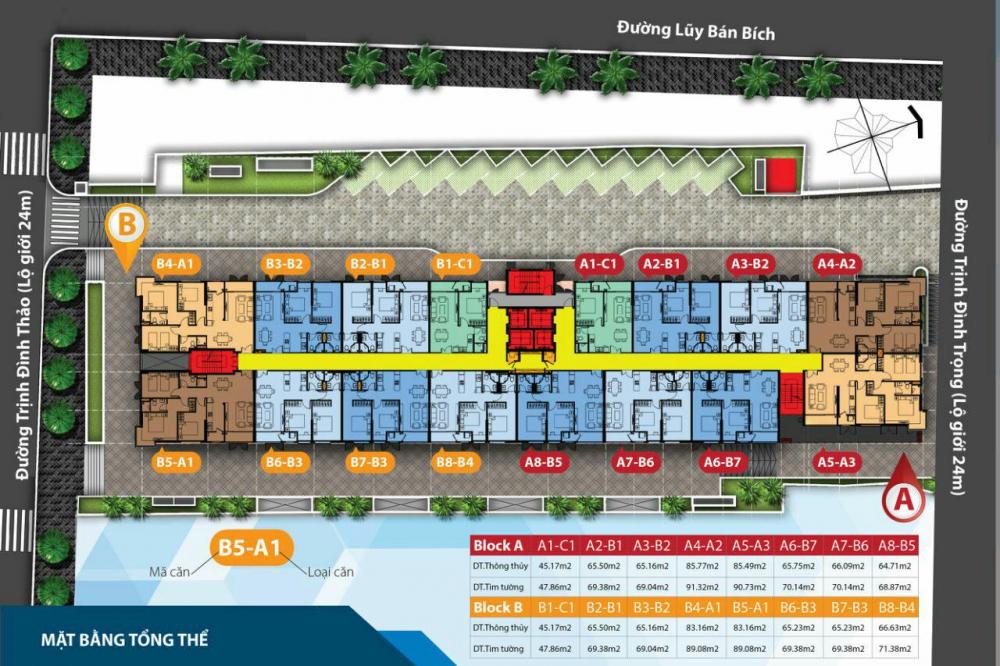 Đường Lũy Bán Bích
Đường Trịnh Đình Thảo (Lộ giới 24m)
Đường Trịnh Đình Trọng (Lộ giới 24m)
B
B4-A1 B3-B2 B2-B1 B1-C1 A1-C1 A2-B1 A3-B2 A4-A2
B5-A1 B6-B3 B7-B3 B8-B4 A8-B5 A7-B6 A6-B7 A5-A3
A
B5-A1
Mã căn Loại căn
Block A A1-C1 A2-B1 A3-B2 A4-A2 A5-A3 A6-B7 A7-B6 A8-B5
DT.Thông thủy 45.17m2 65.50m2 65.16m2 85.77m2 85.49m2 65.75m2 66.09m2 64.71m2
DT.Tim tường 47.86m2 69.38m2 69.04m2 91.32m2 90.73m2 70.14m2 70.14m2 68.87m2
Block B B1-C1 B2-B1 B3-B2 B4-A1 B5-A1 B6-B3 B7-B3 B8-B4
DT.Thông thủy 45.17m2 65.50m2 65.16m2 83.16m2 83.16m2 65.23m2 65.23m2 66.63m2
DT.Tim tường 47.86m2 69.38m2 69.04m2 89.08m2 89.08m2 69.38m2 69.38m2 71.38m2
MẶT BẰNG TỔNG THỂ